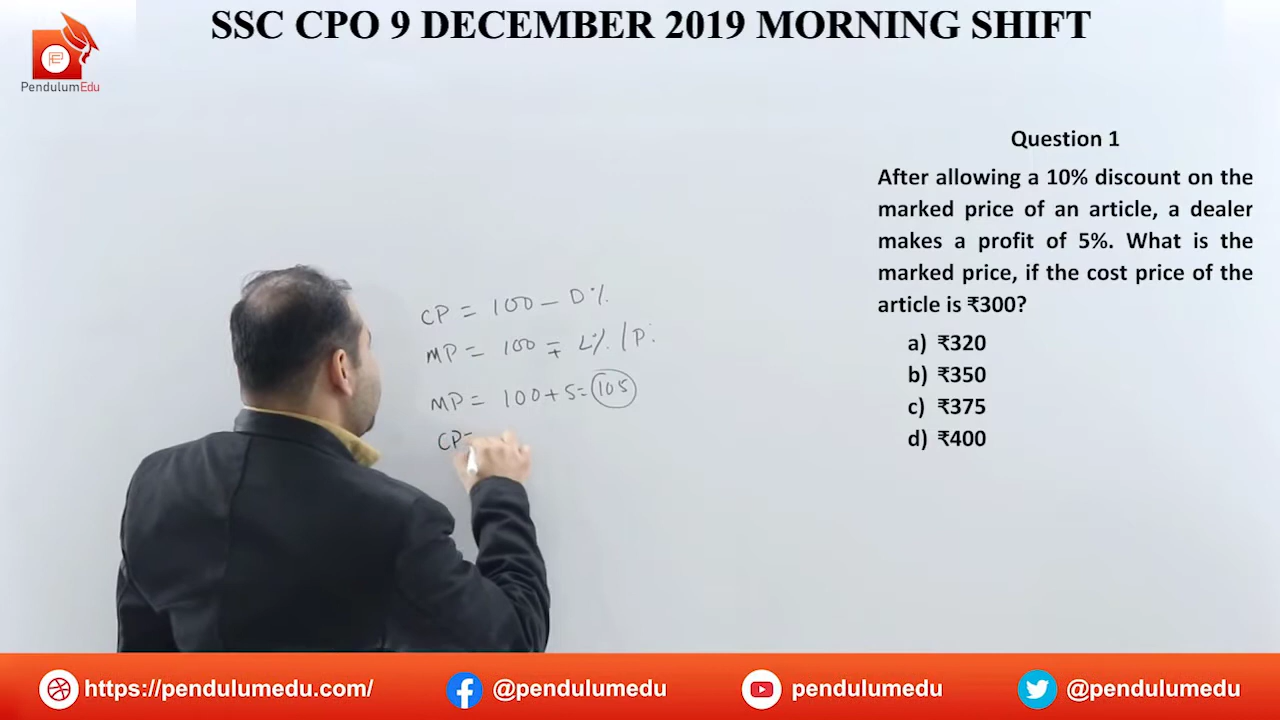 SSC CPO 9 DECEMBER 2019 MORNING SHIFT
PendulumEdu
Question 1
After allowing a 10% discount on the
marked price of an article, a dealer
makes a profit of 5%. What is the
marked price, if the cost price of the
article is ₹300?
a) ₹320
b) ₹350
c) ₹375
d) ₹400
CP = 100 - D%
MP = 100 ∓ L% / P:
MP = 100 + 5 = 105
CP=
https://pendulumedu.com/
@pendulumedu
pendulumedu
@pendulumedu